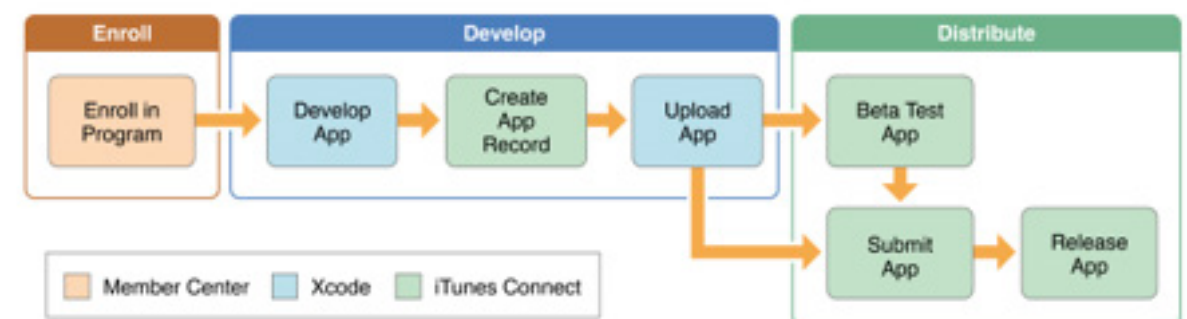 Enroll
Develop
Distribute
Enroll in
Program
Develop
App
Create
App
Record
Upload
App
Beta Test
App
Submit
App
Release
App
Member Center
Xcode
iTunes Connect